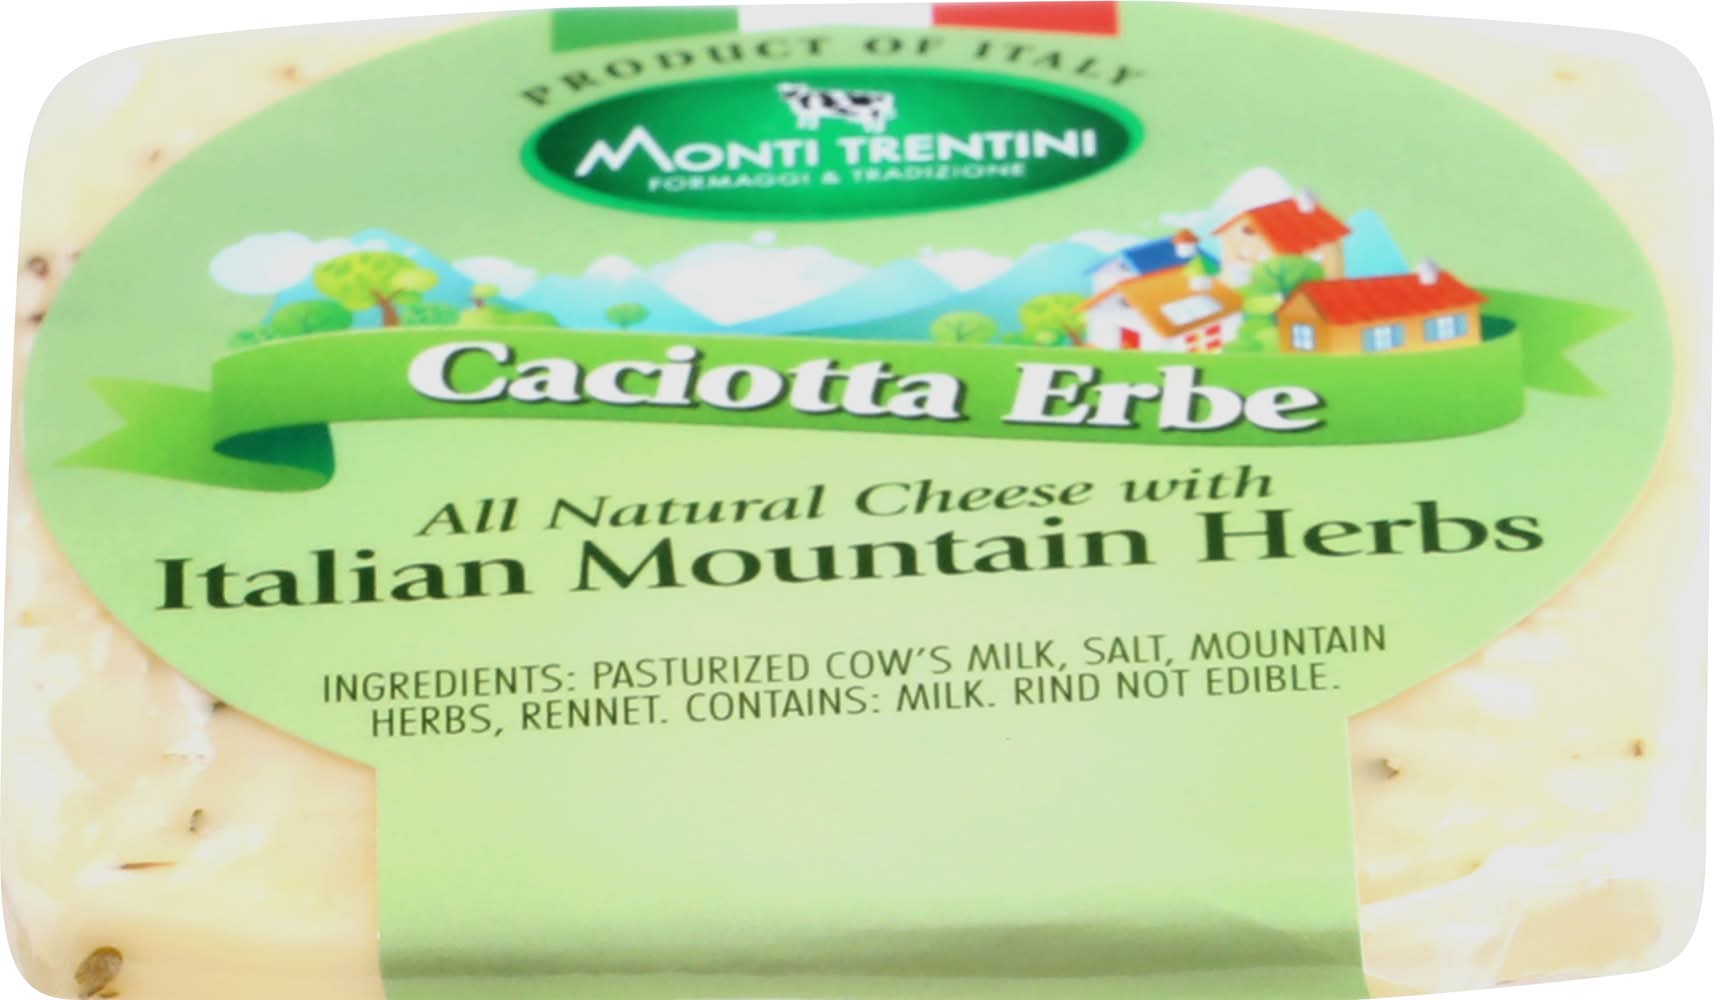 PRODUCT OF ITALY
MONTI TRENTINI
FORMAGGI & TRADIZIONE
Caciotta Erbe
All Natural Cheese with
Italian Mountain Herbs
INGREDIENTS: PASTURIZED COW'S MILK, SALT, MOUNTAIN
HERBS, RENNET. CONTAINS: MILK. RIND NOT EDIBLE.